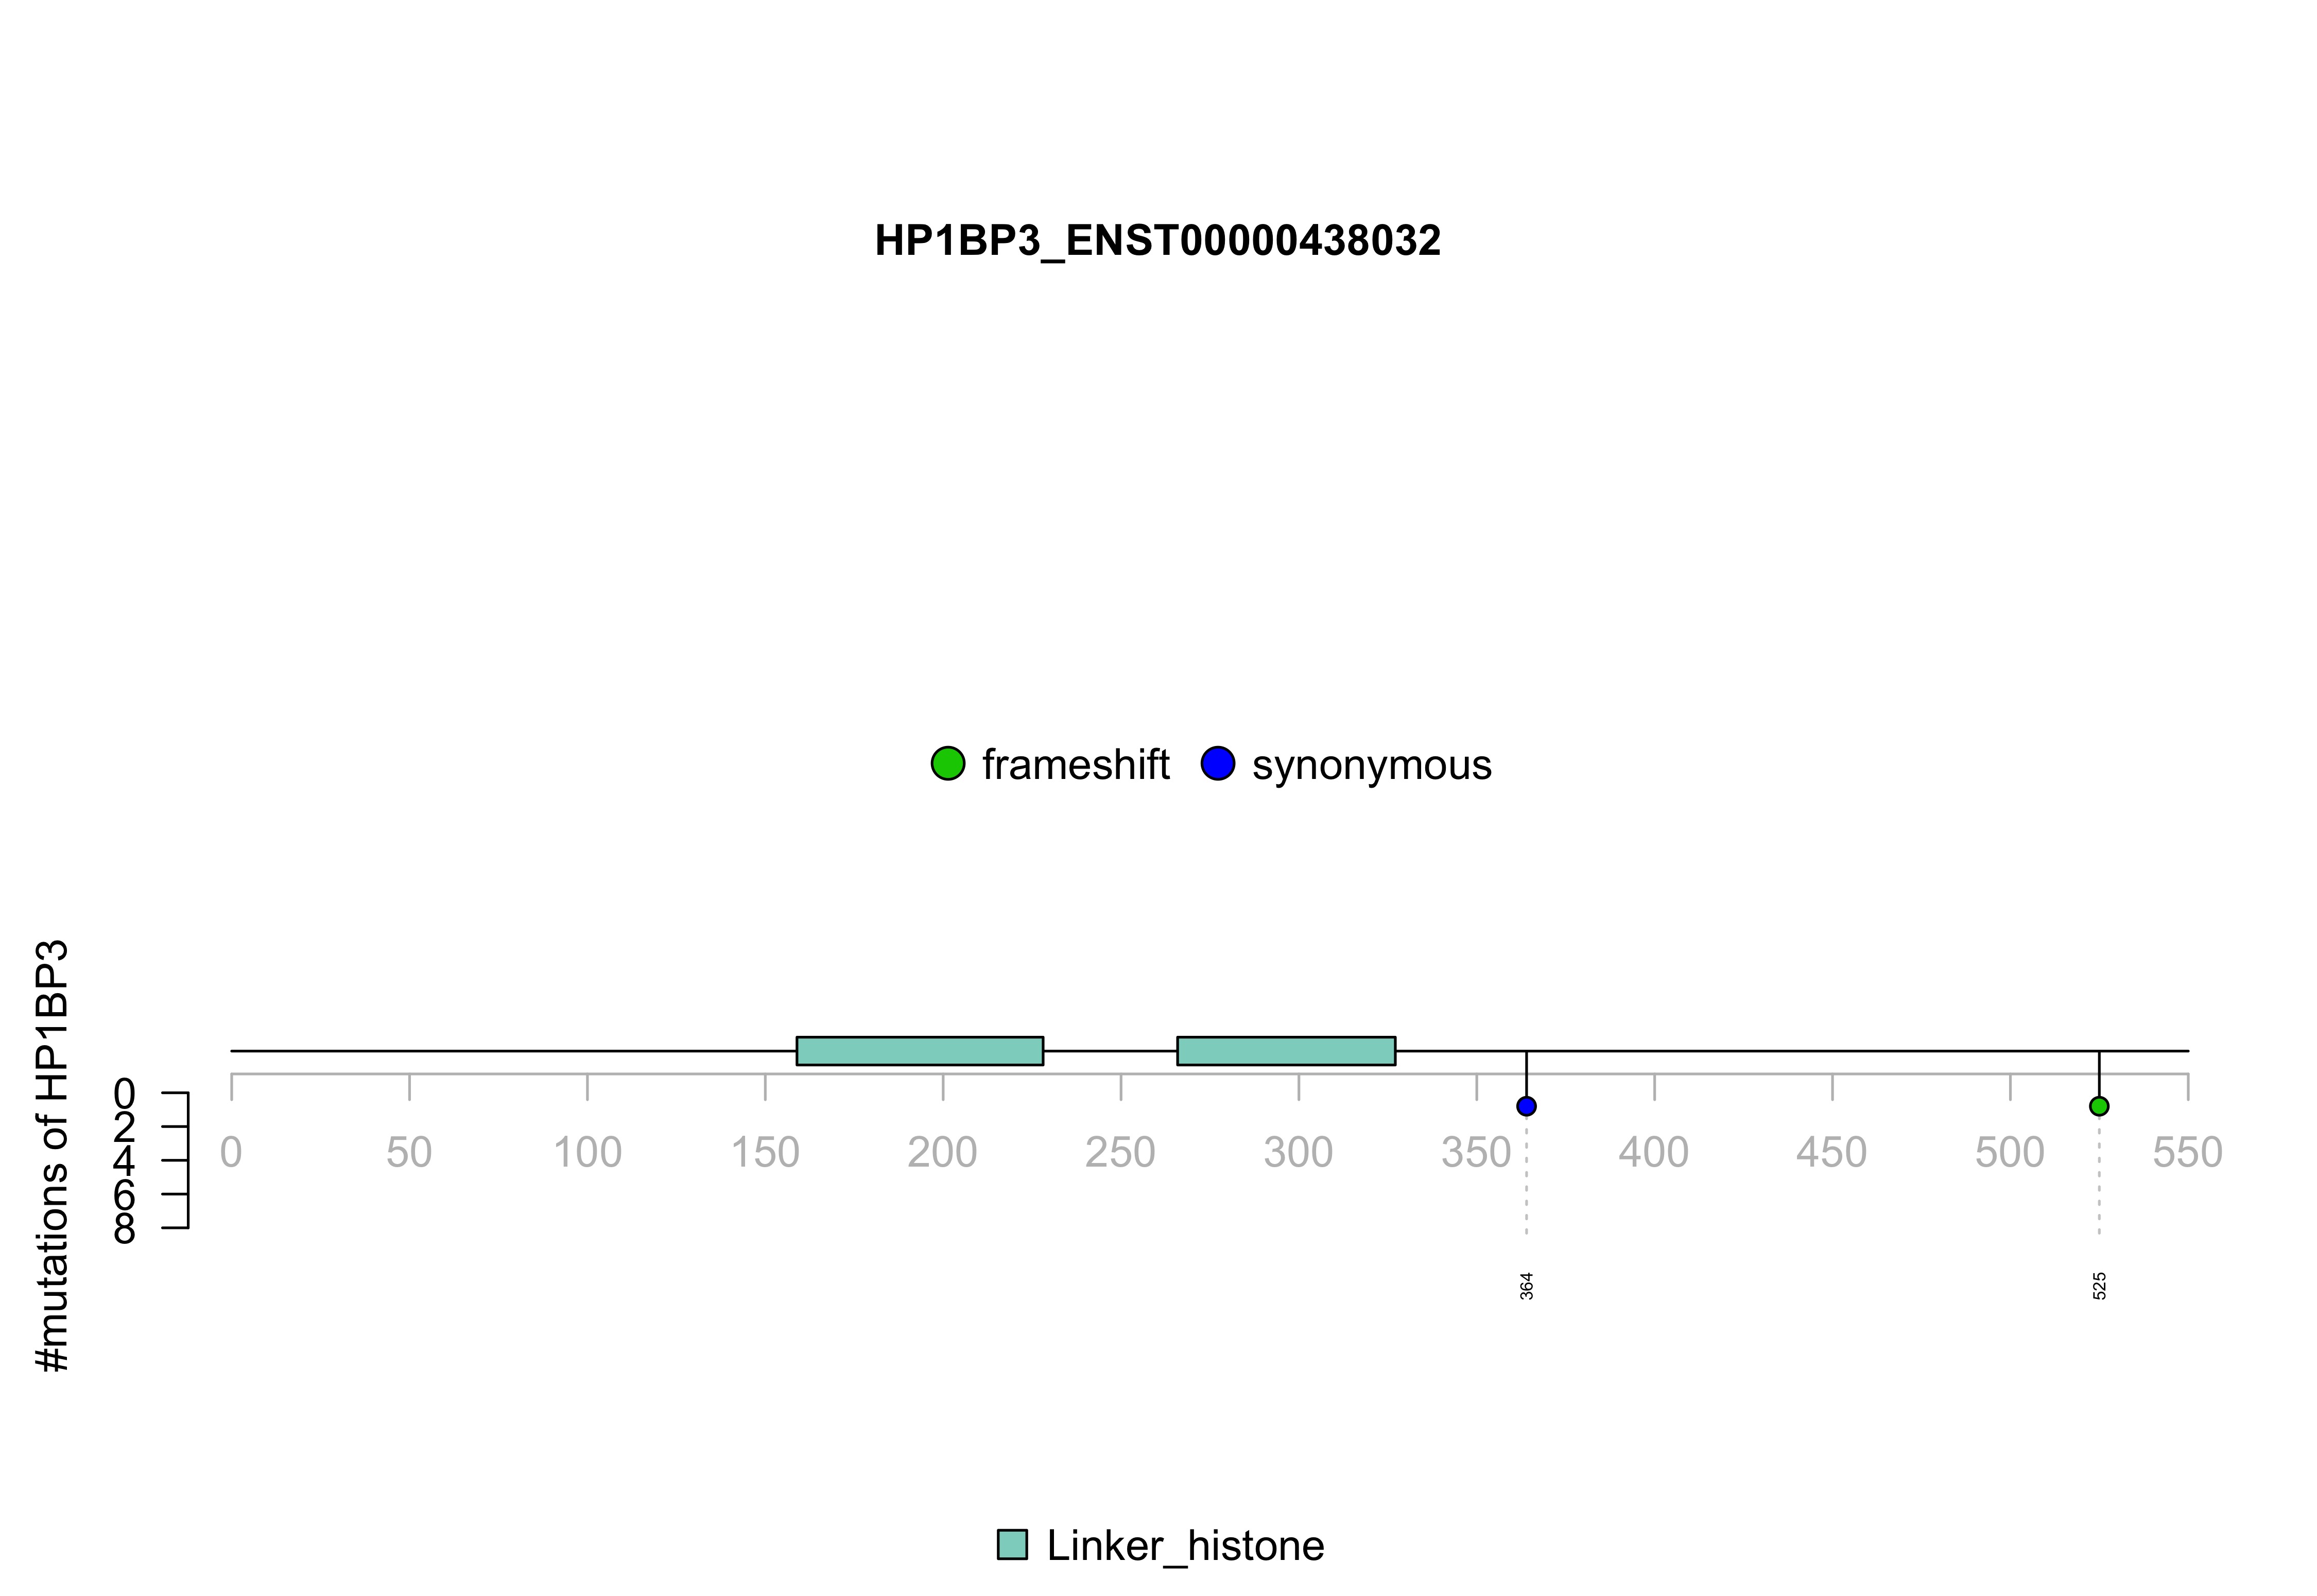 HP1BP3_ENST00000438032
frameshift synonymous
#mutations of HP1BP3
0
2
4
6
8
0 50 100 150 200 250 300 350 400 450 500 550
364 525
Linker_histone